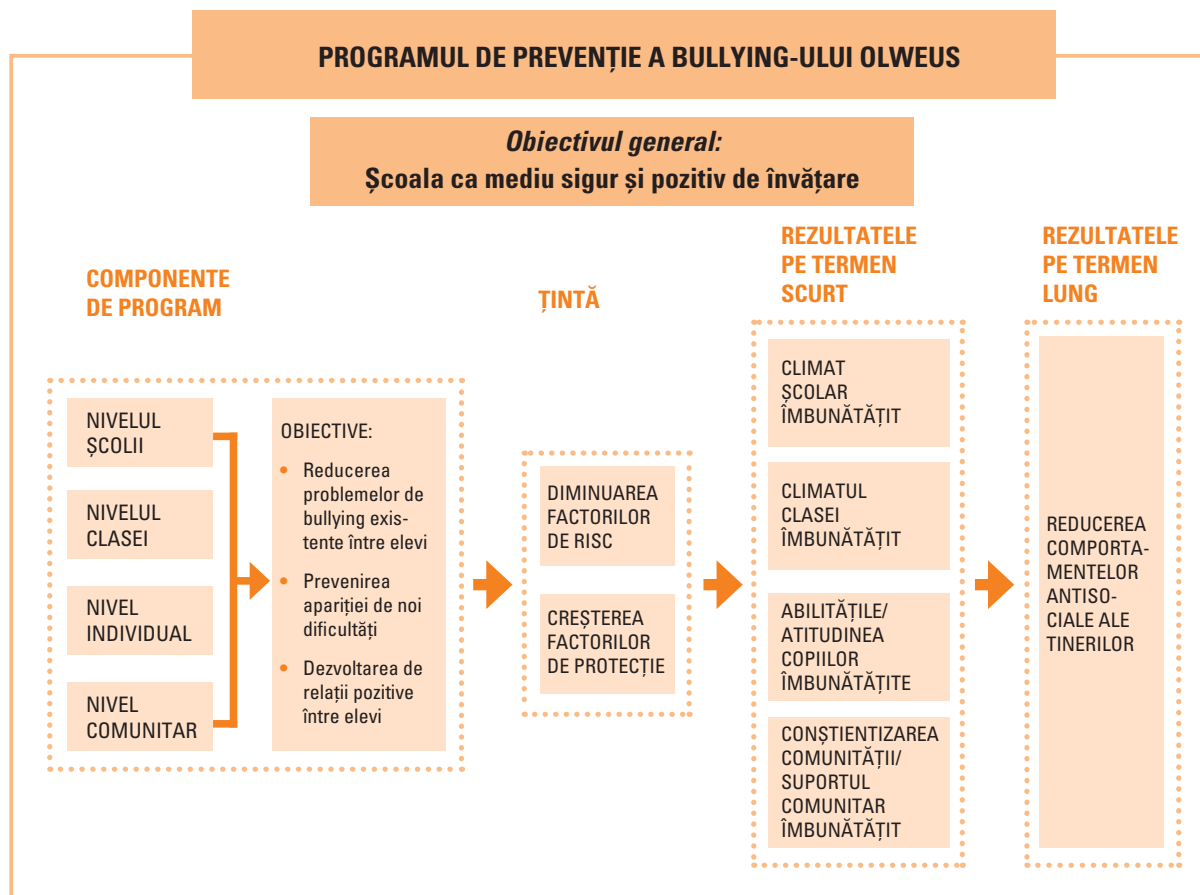 PROGRAMUL DE PREVENȚIE A BULLYING-ULUI OLWEUS
Obiectivul general:
Școala ca mediu sigur și pozitiv de învățare
COMPONENTE
DE PROGRAM
ȚINTĂ
REZULTATELE
PE TERMEN
SCURT
REZULTATELE
PE TERMEN
LUNG
NIVELUL
ȘCOLII
NIVELUL
CLASEI
NIVEL
INDIVIDUAL
NIVEL
COMUNITAR
OBIECTIVE:
• Reducerea
problemelor de
bullying exis-
tente între elevi
• Prevenirea
apariției de noi
dificultăți
• Dezvoltarea de
relații pozitive
între elevi
DIMINUAREA
FACTORILOR
DE RISC
CREȘTEREA
FACTORILOR
DE PROTECȚIE
CLIMAT
ȘCOLAR
ÎMBUNĂTĂȚIT
CLIMATUL
CLASEI
ÎMBUNĂTĂȚIT
ABILITĂȚILE/
ATITUDINEA
COPIILOR
ÎMBUNĂTĂȚITE
CONȘTIENTIZAREA
COMUNITĂȚII/
SUPORTUL
COMUNITAR
ÎMBUNĂTĂȚIT
REDUCEREA
COMPORTA-
MENTELOR
ANTISO-
CIALE ALE
TINERILOR